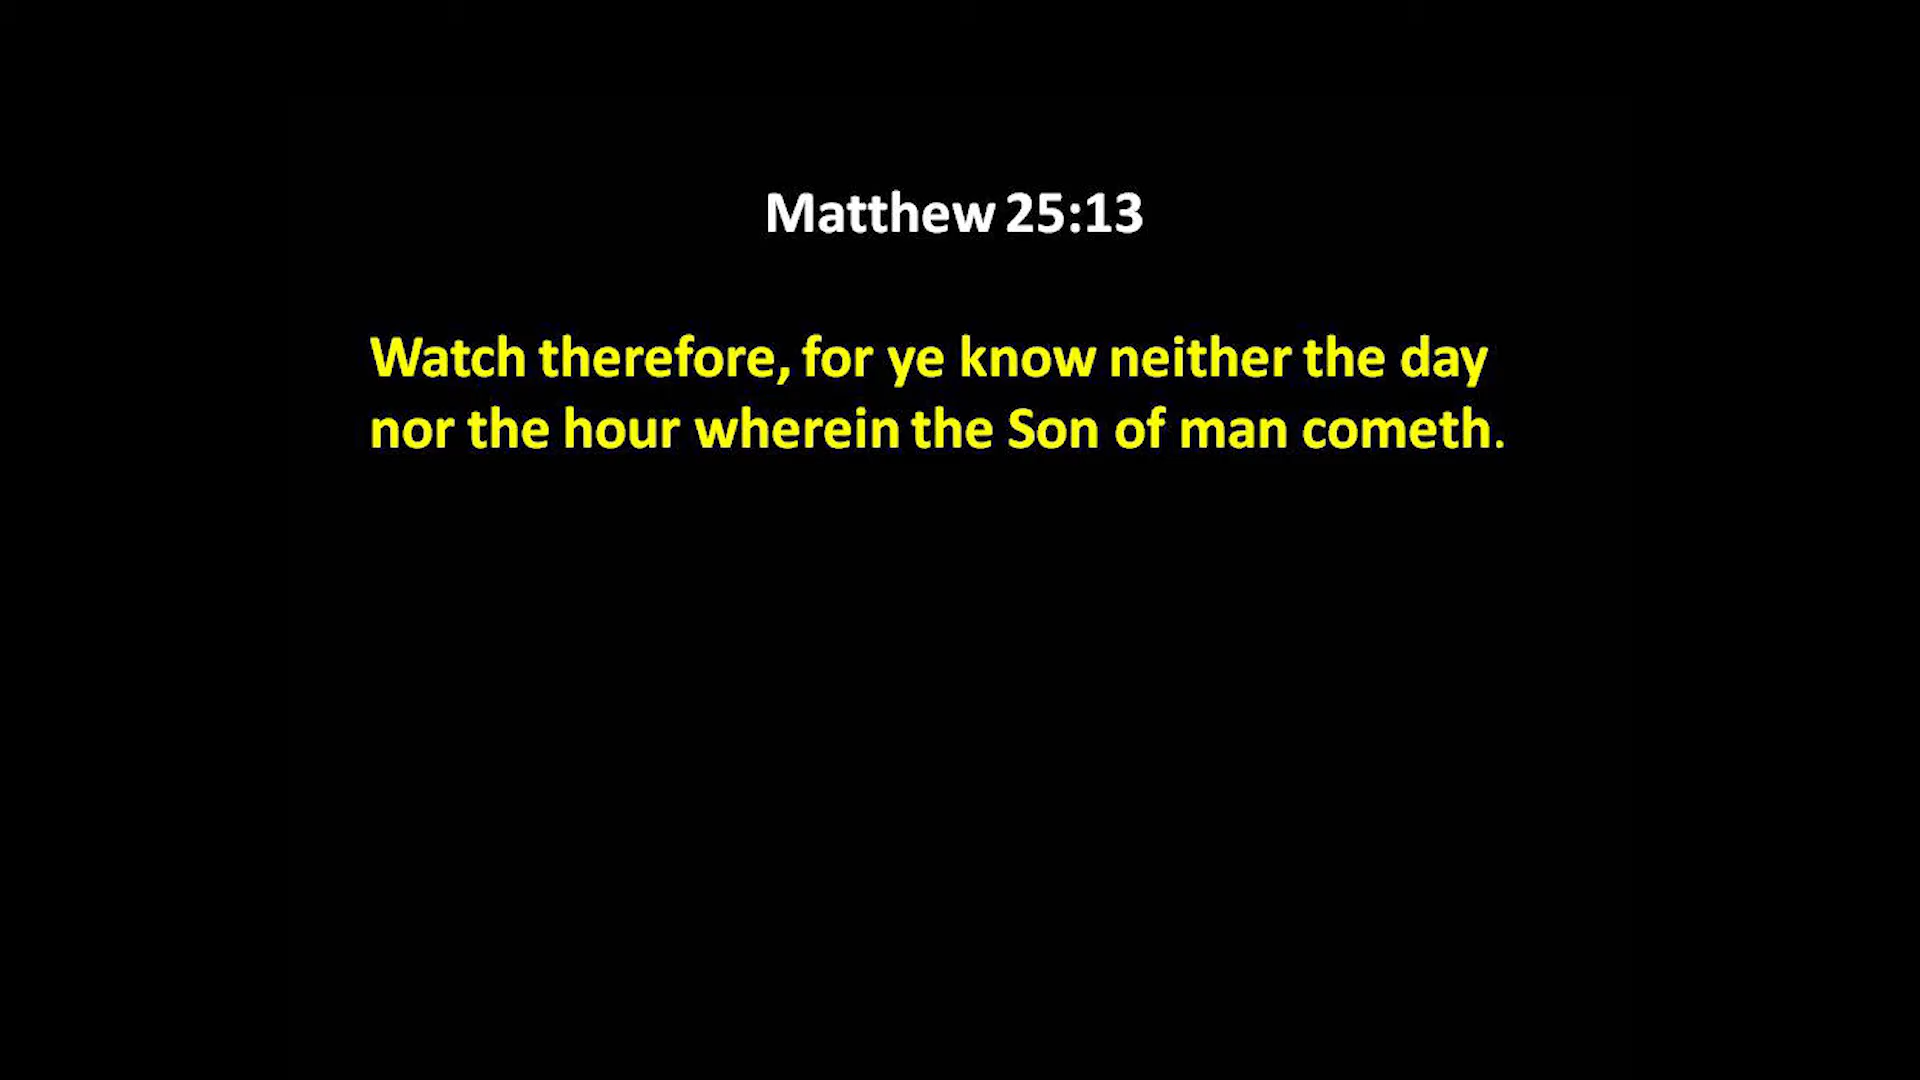 Matthew 25:13
Watch therefore, for ye know neither the day
nor the hour wherein the Son of man cometh.